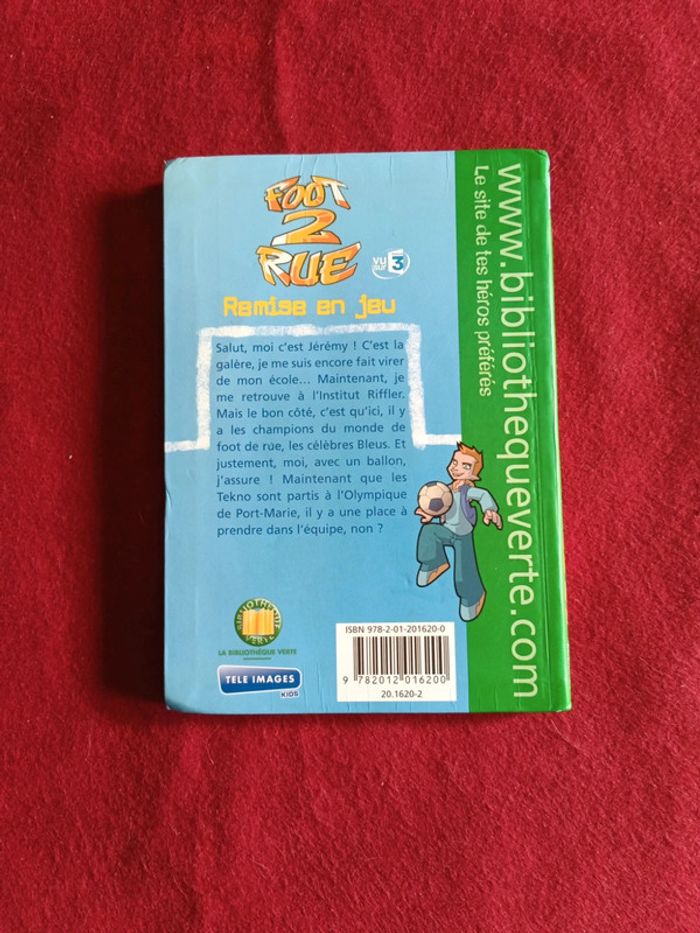 FOOT
2
RUE
vu sur 3
Remise en jeu
Salut, moi c'est Jérémy ! C'est la
galère, je me suis encore fait virer
de mon école... Maintenant, je
me retrouve à l'Institut Riffler.
Mais le bon côté, c'est qu'ici, il y
a les champions du monde de
foot de rue, les célèbres Bleus. Et
justement, moi, avec un ballon,
j'assure ! Maintenant que les
Tekno sont partis à l'Olympique
de Port-Marie, il y a une place à
prendre dans l'équipe, non ?
BIBLIOTHEQUE
VERTE
LA BIBLIOTHÈQUE VERTE
TELE IMAGES
KIDS
ISBN 978-2-01-201620-0
9 782012 016200
20.1620-2
www.bibliothequeverte.com
Le site de tes héros préférés